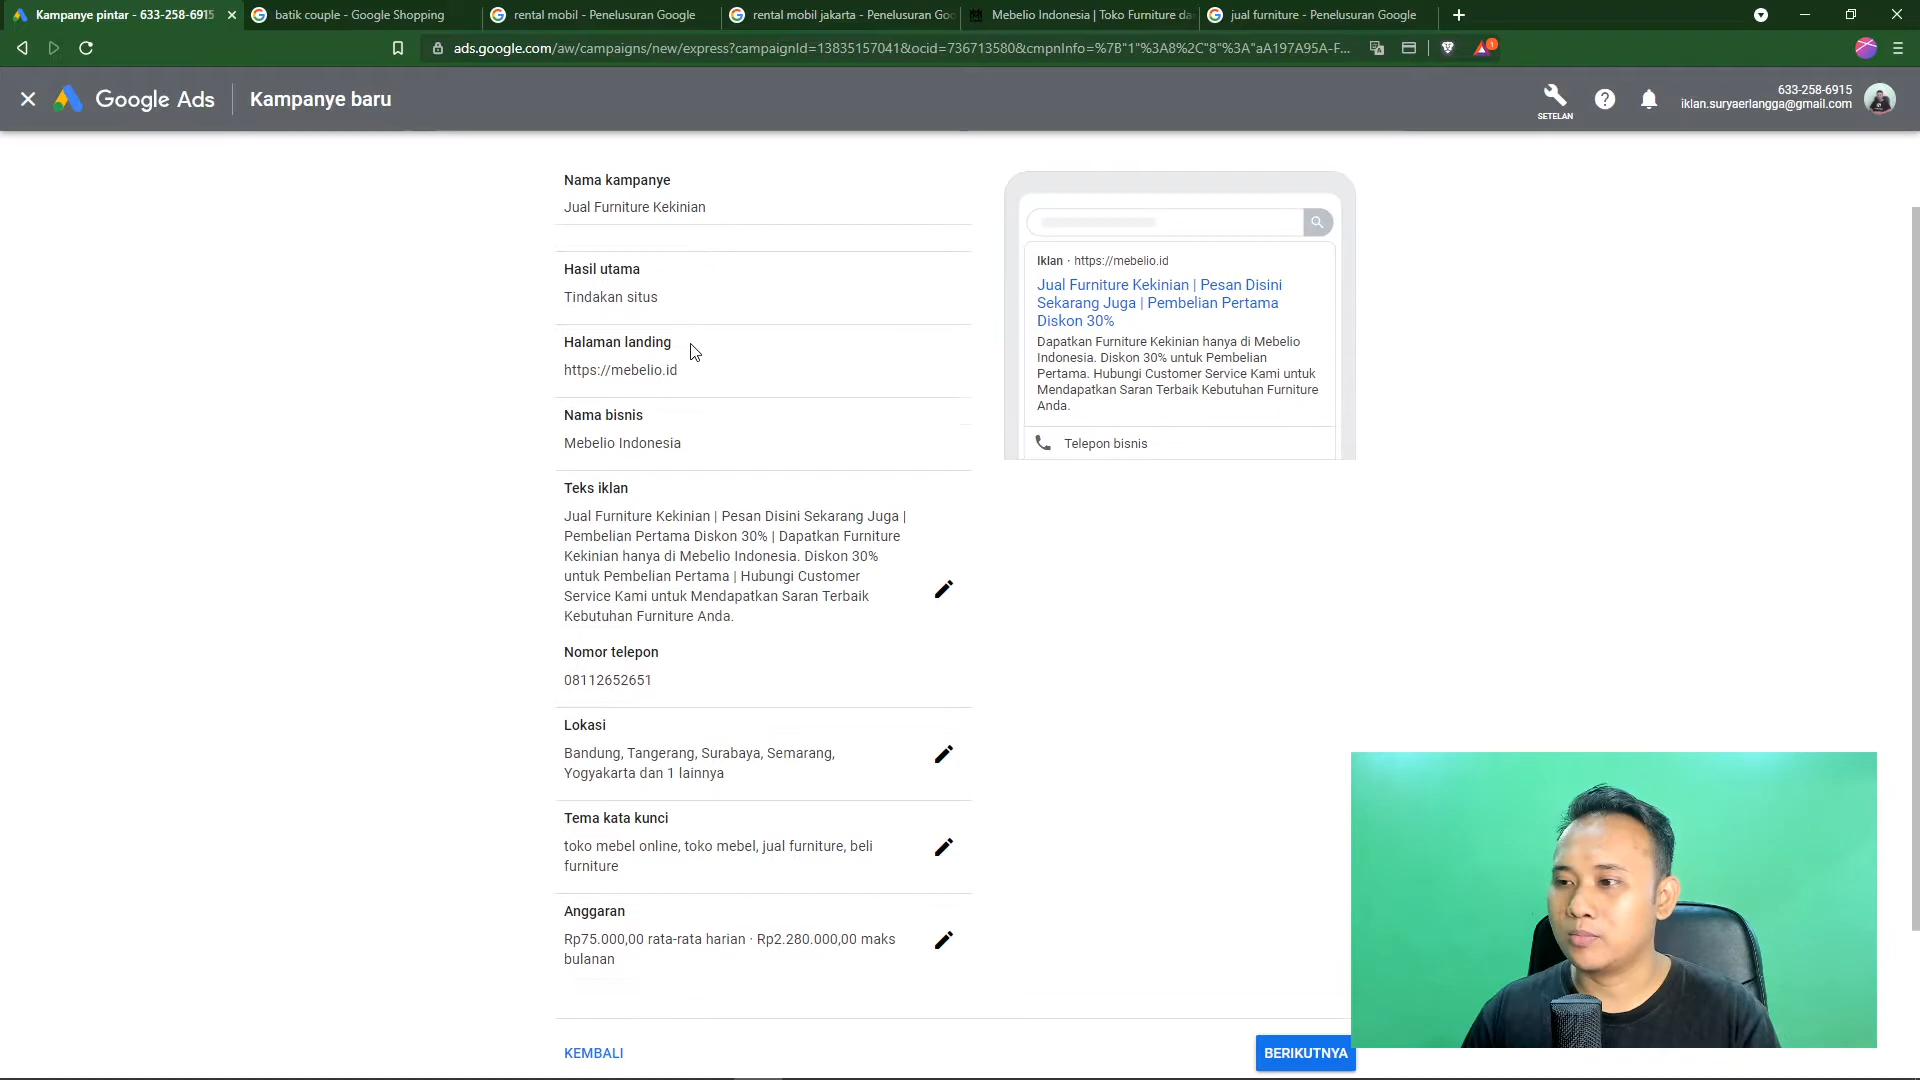 Kampanye pintar - 633-258-6915
batik couple - Google Shopping
rental mobil - Penelusuran Google
rental mobil jakarta - Penelusuran Goo
Mebelio Indonesia | Toko Furniture da
jual furniture - Penelusuran Google
ads.google.com/aw/campaigns/new/express?campaignId=13835157041&ocid=736713580&cmpnInfo=%7B"1"%3A8%2C"8"%3A"aA197A95A-F...
1
Google Ads
Kampanye baru
SETELAN
633-258-6915
iklan.suryaerlangga@gmail.com
Nama kampanye
Jual Furniture Kekinian
Hasil utama
Tindakan situs
Halaman landing
https://mebelio.id
Nama bisnis
Mebelio Indonesia
Teks iklan
Jual Furniture Kekinian | Pesan Disini Sekarang Juga |
Pembelian Pertama Diskon 30% | Dapatkan Furniture
Kekinian hanya di Mebelio Indonesia. Diskon 30%
untuk Pembelian Pertama | Hubungi Customer
Service Kami untuk Mendapatkan Saran Terbaik
Kebutuhan Furniture Anda.
Nomor telepon
08112652651
Lokasi
Bandung, Tangerang, Surabaya, Semarang,
Yogyakarta dan 1 lainnya
Tema kata kunci
toko mebel online, toko mebel, jual furniture, beli
furniture
Anggaran
Rp75.000,00 rata-rata harian · Rp2.280.000,00 maks
bulanan
KEMBALI
BERIKUTNYA
Iklan · https://mebelio.id
Jual Furniture Kekinian | Pesan Disini
Sekarang Juga | Pembelian Pertama
Diskon 30%
Dapatkan Furniture Kekinian hanya di Mebelio
Indonesia. Diskon 30% untuk Pembelian
Pertama. Hubungi Customer Service Kami untuk
Mendapatkan Saran Terbaik Kebutuhan Furniture
Anda.
Telepon bisnis